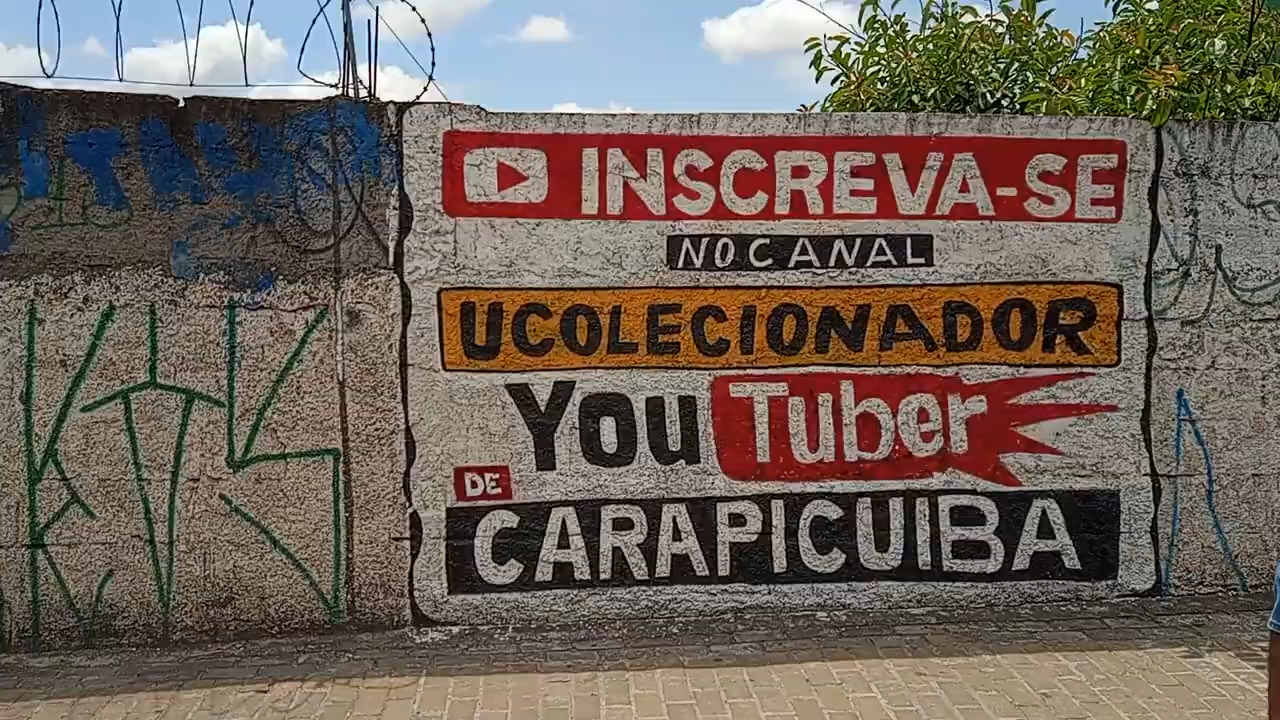 INSCREVA-SE
NO CANAL
UCOLECIONADOR
YouTuber
DE
CARAPICUIBA